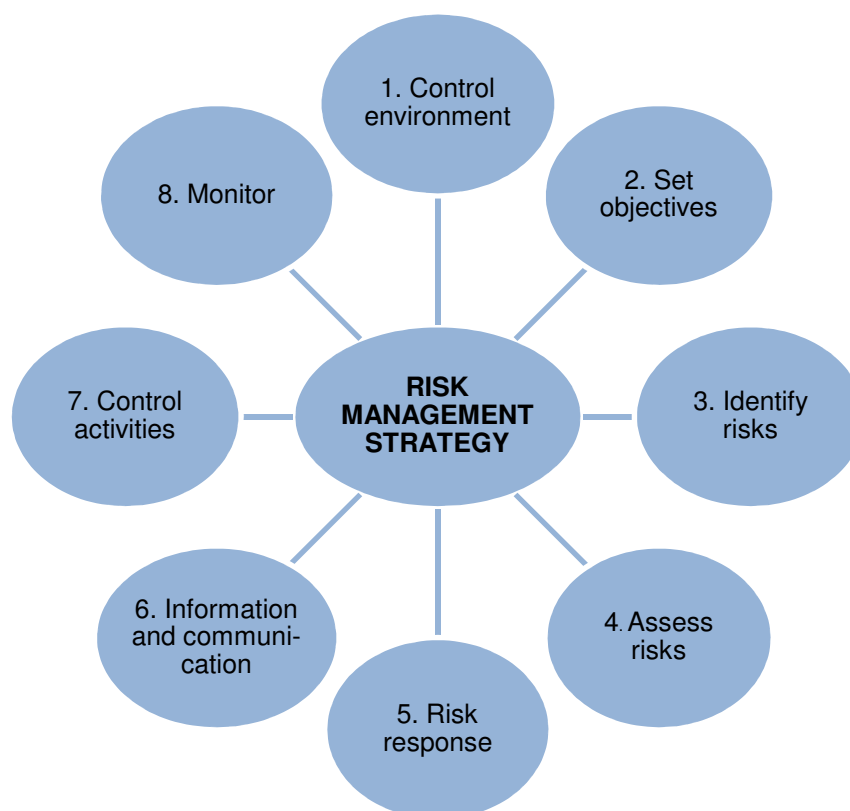 1. Control
environment
2. Set
objectives
3. Identify
risks
4. Assess
risks
5. Risk
response
6. Information
and communi-
cation
7. Control
activities
8. Monitor
RISK
MANAGEMENT
STRATEGY